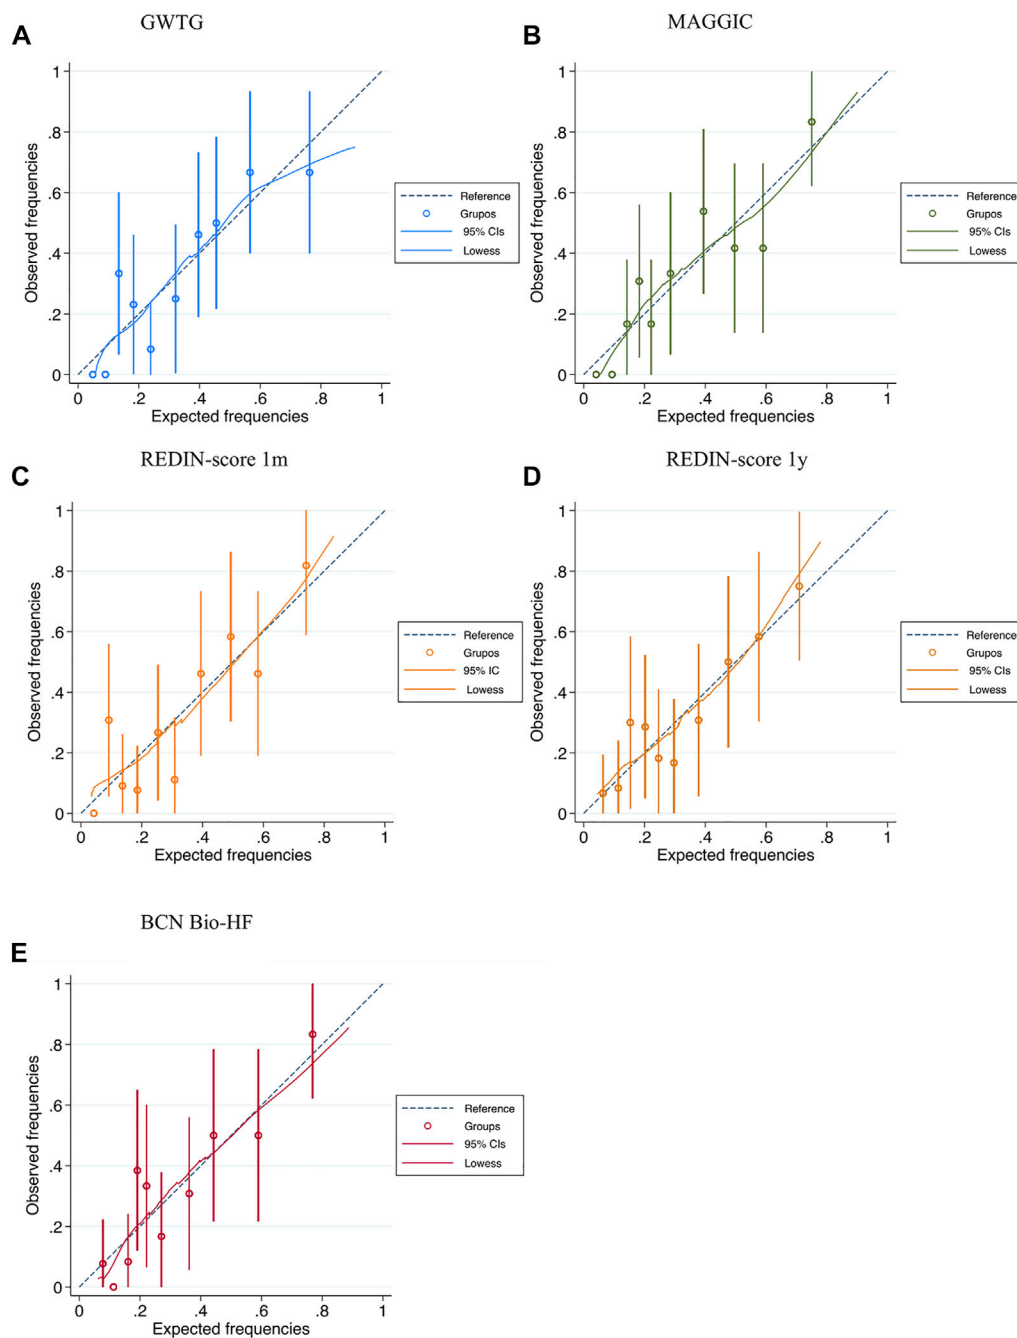 A
GWTG
1
.8
.6
.4
.2
0
Observed frequencies
0 .2 .4 .6 .8 1
Expected frequencies
Reference
Grupos
95% CIs
Lowess
B
MAGGIC
1
.8
.6
.4
.2
0
Observed frequencies
0 .2 .4 .6 .8 1
Expected frequencies
Reference
Grupos
95% CIs
Lowess
C
REDIN-score 1m
1
.8
.6
.4
.2
0
Observed frequencies
0 .2 .4 .6 .8 1
Expected frequencies
Reference
Grupos
95% IC
Lowess
D
REDIN-score 1y
1
.8
.6
.4
.2
0
Observed frequencies
0 .2 .4 .6 .8 1
Expected frequencies
Reference
Grupos
95% CIs
Lowess
E
BCN Bio-HF
1
.8
.6
.4
.2
0
Observed frequencies
0 .2 .4 .6 .8 1
Expected frequencies
Reference
Groups
95% CIs
Lowess